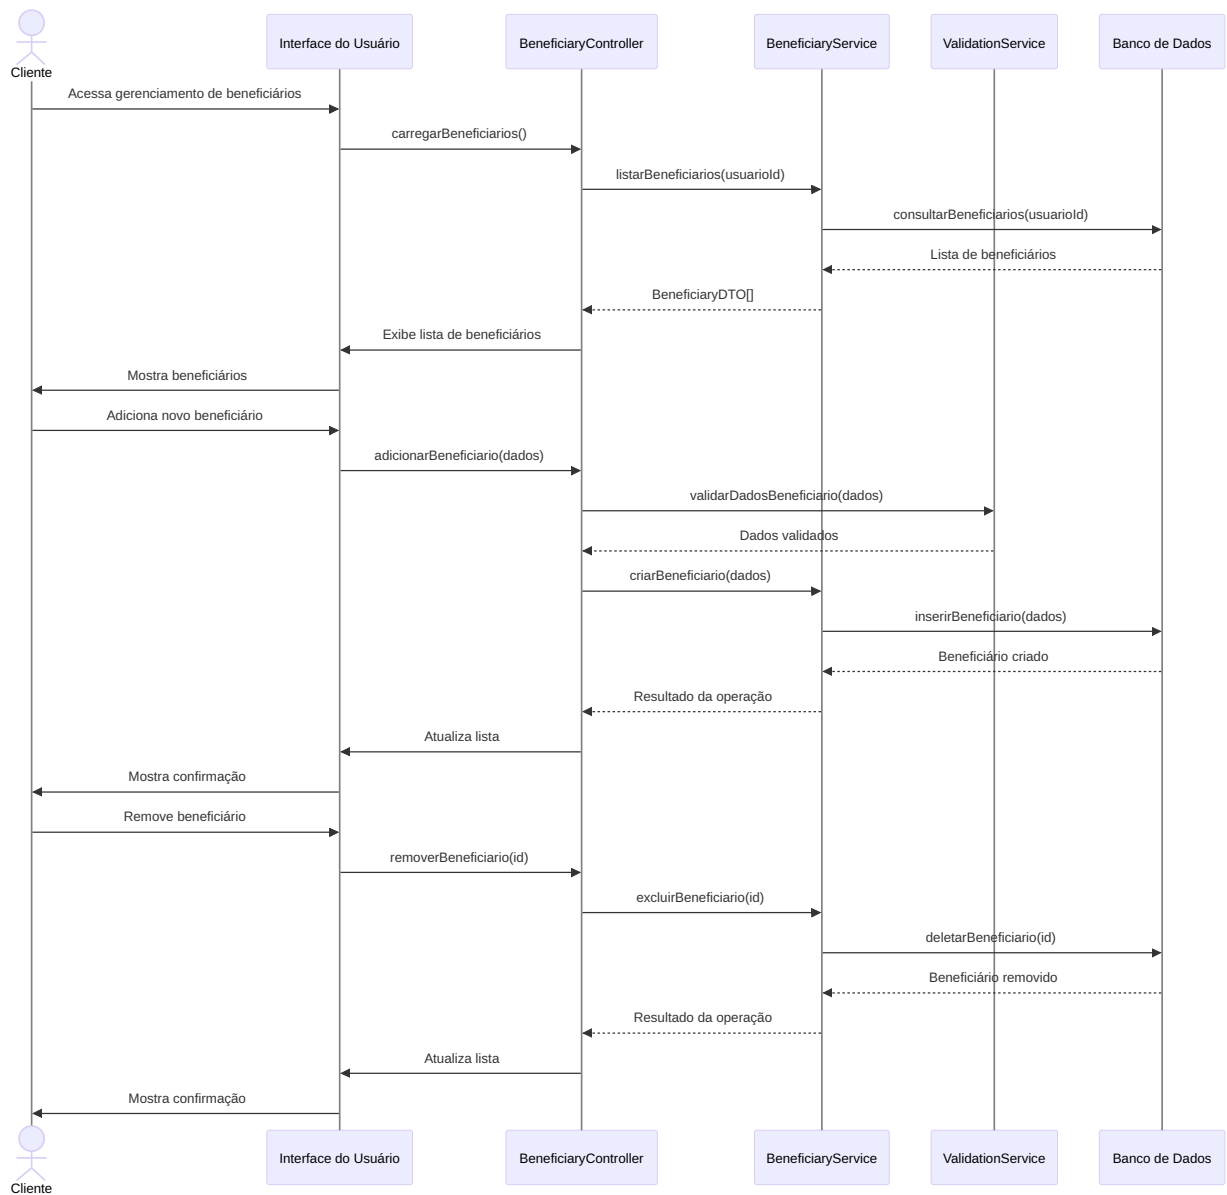 Cliente
Interface do Usuário
BeneficiaryController
BeneficiaryService
ValidationService
Banco de Dados
Acessa gerenciamento de beneficiários
carregarBeneficiarios()
listarBeneficiarios(usuarioId)
consultarBeneficiarios(usuarioId)
Lista de beneficiários
BeneficiaryDTO[]
Exibe lista de beneficiários
Mostra beneficiários
Adiciona novo beneficiário
adicionarBeneficiario(dados)
validarDadosBeneficiario(dados)
Dados validados
criarBeneficiario(dados)
inserirBeneficiario(dados)
Beneficiário criado
Resultado da operação
Atualiza lista
Mostra confirmação
Remove beneficiário
removerBeneficiario(id)
excluirBeneficiario(id)
deletarBeneficiario(id)
Beneficiário removido
Resultado da operação
Atualiza lista
Mostra confirmação
Cliente
Interface do Usuário
BeneficiaryController
BeneficiaryService
ValidationService
Banco de Dados